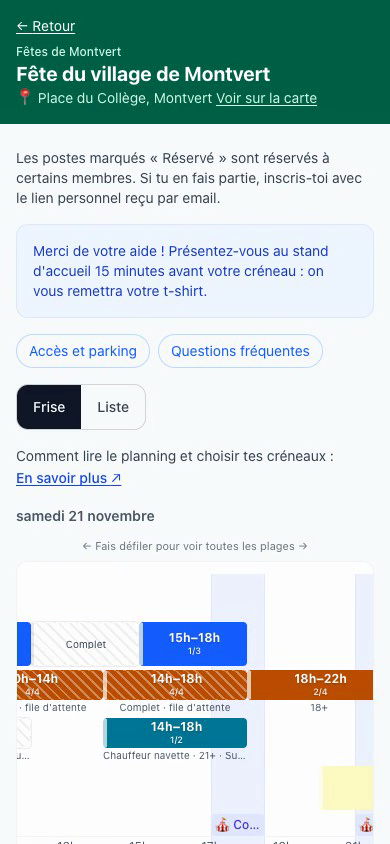 ← Retour
Fêtes de Montvert
Fête du village de Montvert
📍 Place du Collège, Montvert Voir sur la carte
Les postes marqués « Réservé » sont réservés à
certains membres. Si tu en fais partie, inscris-toi avec
le lien personnel reçu par email.
Merci de votre aide ! Présentez-vous au stand
d'accueil 15 minutes avant votre créneau : on
vous remettra votre t-shirt.
Accès et parking
Questions fréquentes
Frise
Liste
Comment lire le planning et choisir tes créneaux :
En savoir plus ↗
samedi 21 novembre
← Fais défiler pour voir toutes les plages →
Complet
15h–18h
1/3
0h–14h
4/4
14h–18h
4/4
18h–22h
2/4
· file d'attente
Complet · file d'attente
18+
14h–18h
1/2
u...
Chauffeur navette · 21+ · Su...
🎪 Co...